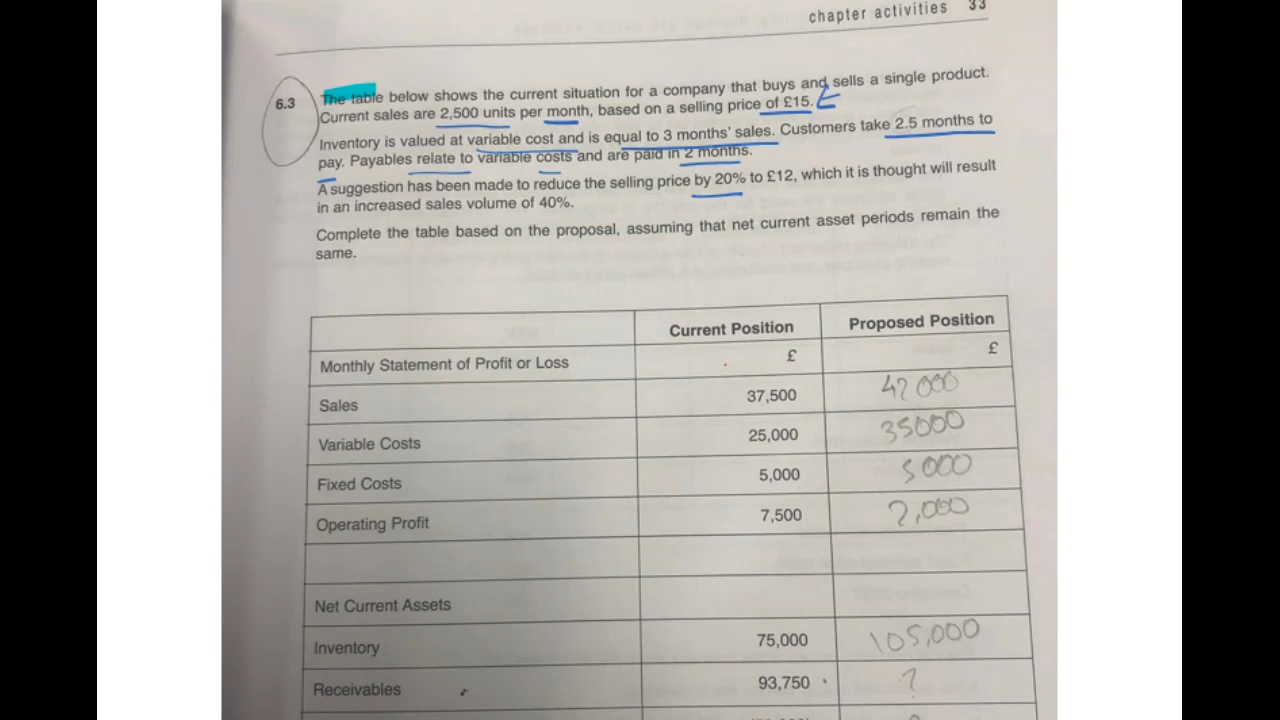 chapter activities 33
6.3 The table below shows the current situation for a company that buys and sells a single product.
Current sales are 2,500 units per month, based on a selling price of £15.
Inventory is valued at variable cost and is equal to 3 months' sales. Customers take 2.5 months to
pay. Payables relate to variable costs and are paid in 2 months.
A suggestion has been made to reduce the selling price by 20% to £12, which it is thought will result
in an increased sales volume of 40%.
Complete the table based on the proposal, assuming that net current asset periods remain the
same.
Current Position Proposed Position
Monthly Statement of Profit or Loss £ £
Sales 37,500 42000
Variable Costs 25,000 35000
Fixed Costs 5,000 5000
Operating Profit 7,500 2,000
Net Current Assets
Inventory 75,000 105,000
Receivables 93,750 ?